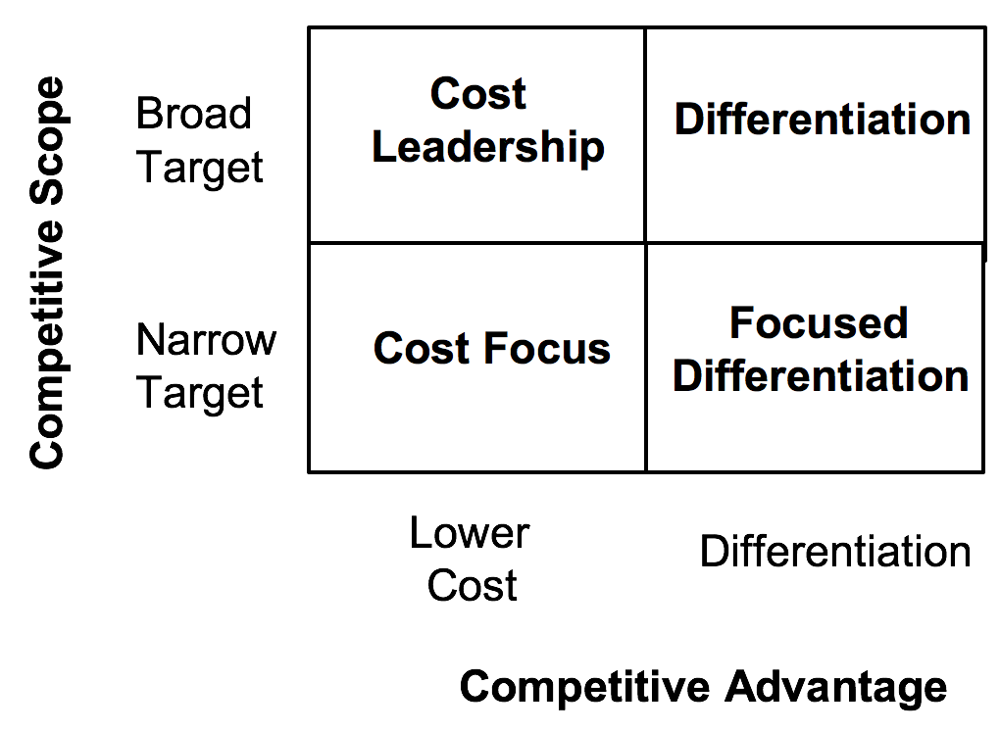 Competitive Scope
Broad
Target
Cost
Leadership
Differentiation
Narrow
Target
Cost Focus
Focused
Differentiation
Lower
Cost
Differentiation
Competitive Advantage